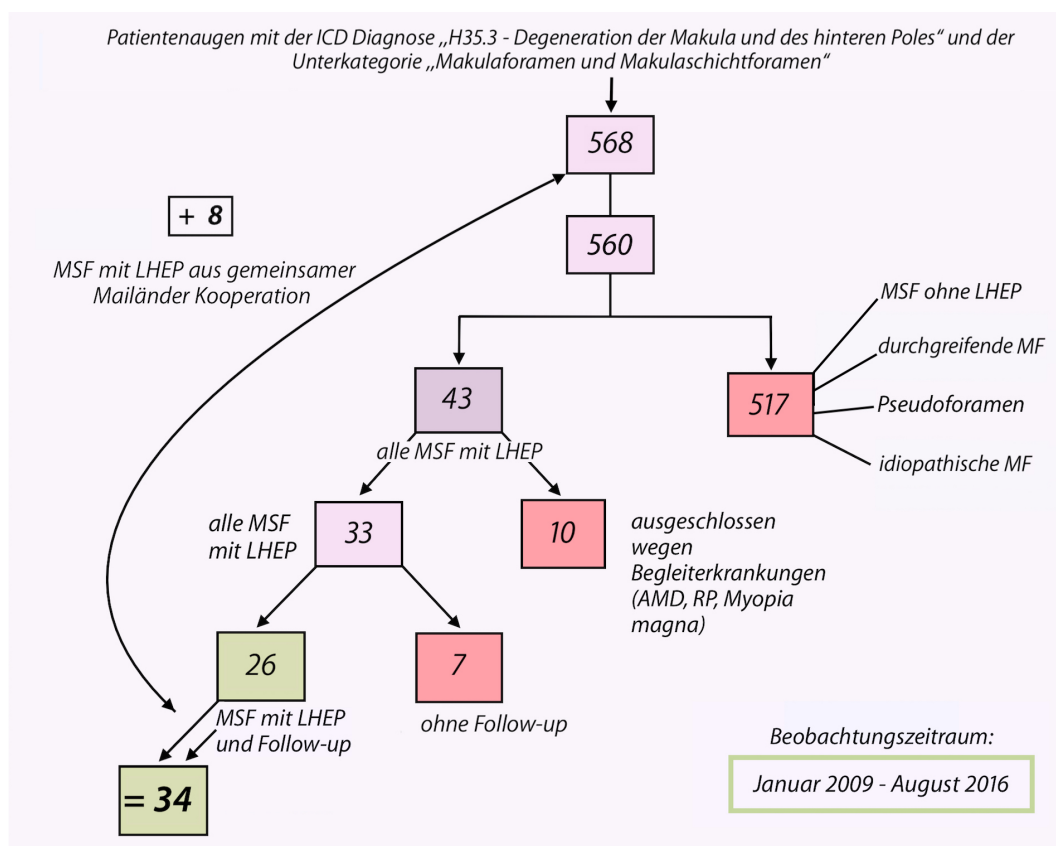 Patientenaugen mit der ICD Diagnose „H35.3 - Degeneration der Makula und des hinteren Poles“ und der
Unterkategorie „Makulaforamen und Makulaschichtforamen“
568
+ 8
560
MSF mit LHEP aus gemeinsamer
Mailänder Kooperation
MSF ohne LHEP
durchgreifende MF
43
517
Pseudoforamen
alle MSF mit LHEP
idiopathische MF
alle MSF
mit LHEP
33
10
ausgeschlossen
wegen
Begleiterkrankungen
(AMD, RP, Myopia
magna)
26
7
MSF mit LHEP
und Follow-up
ohne Follow-up
= 34
Beobachtungszeitraum:
Januar 2009 - August 2016